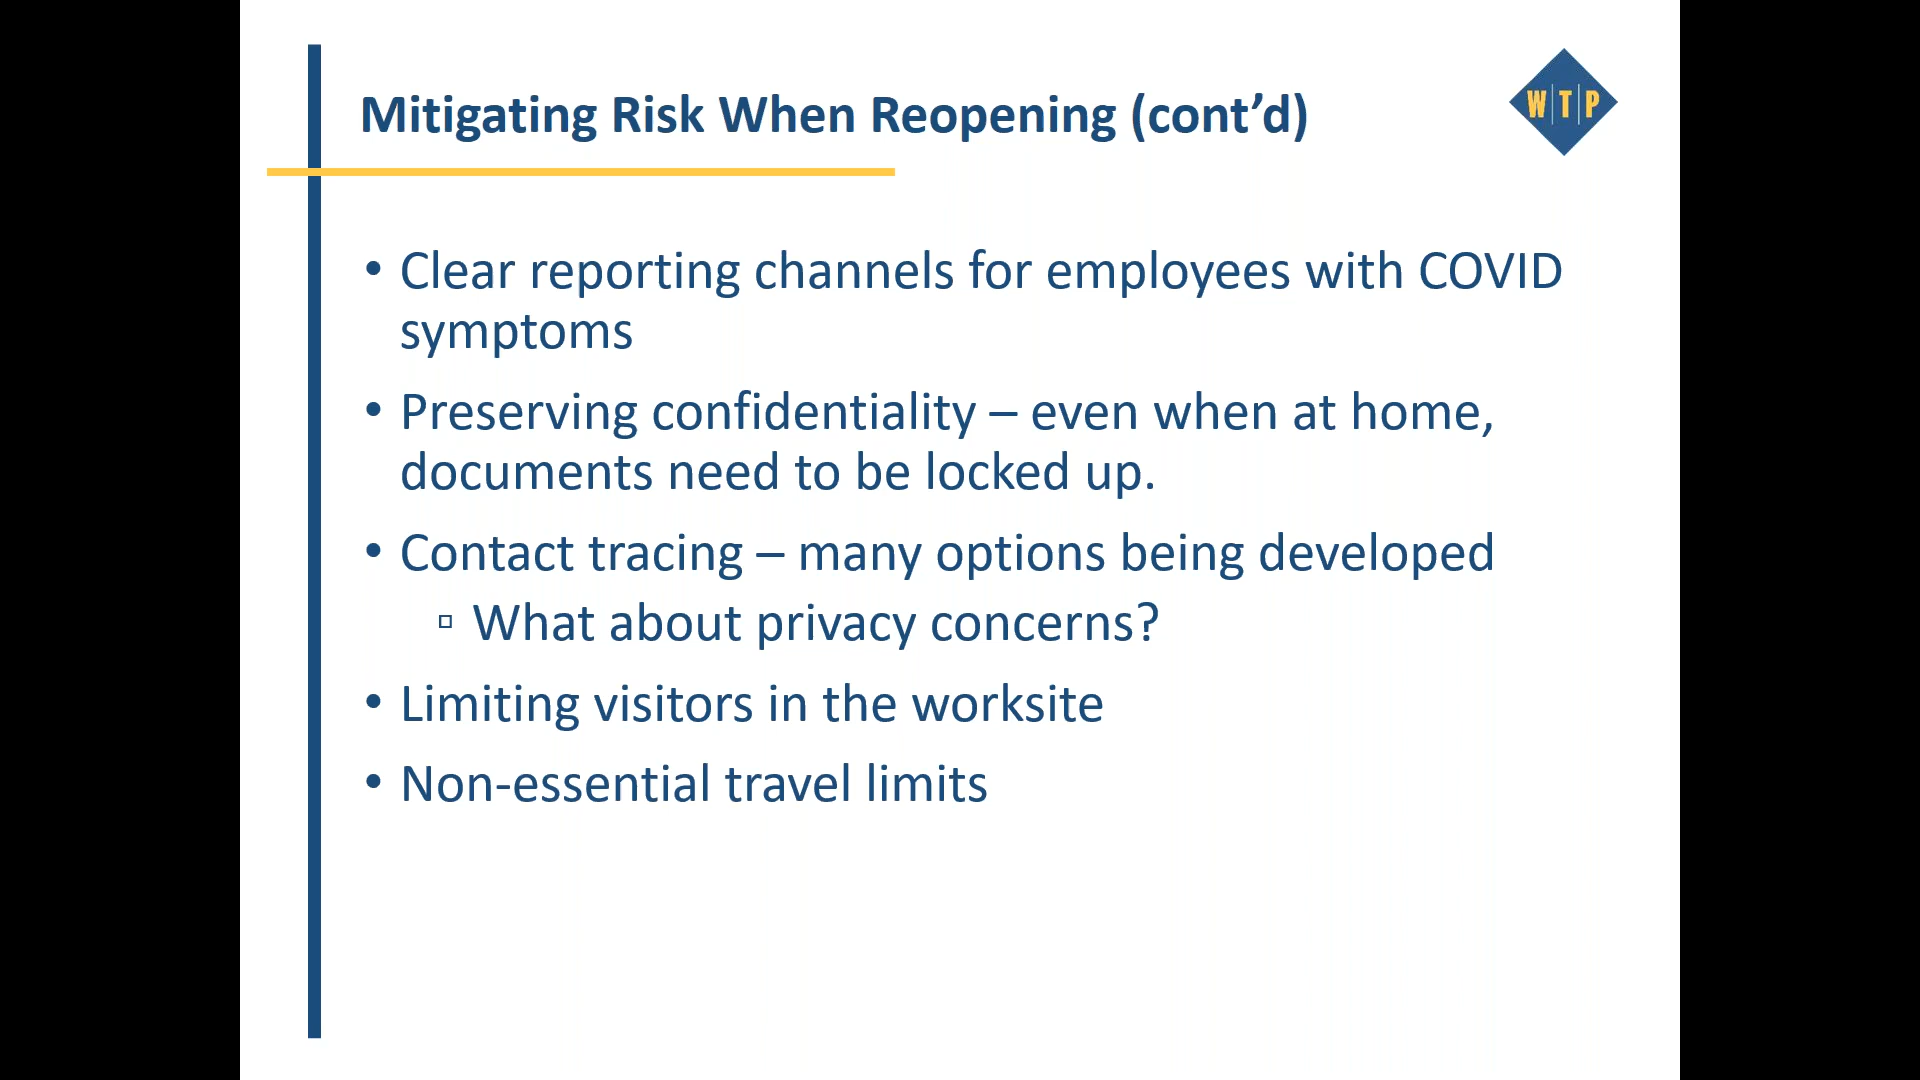 Mitigating Risk When Reopening (cont’d)
W|T|P
• Clear reporting channels for employees with COVID
symptoms
• Preserving confidentiality – even when at home,
documents need to be locked up.
• Contact tracing – many options being developed
▫ What about privacy concerns?
• Limiting visitors in the worksite
• Non-essential travel limits